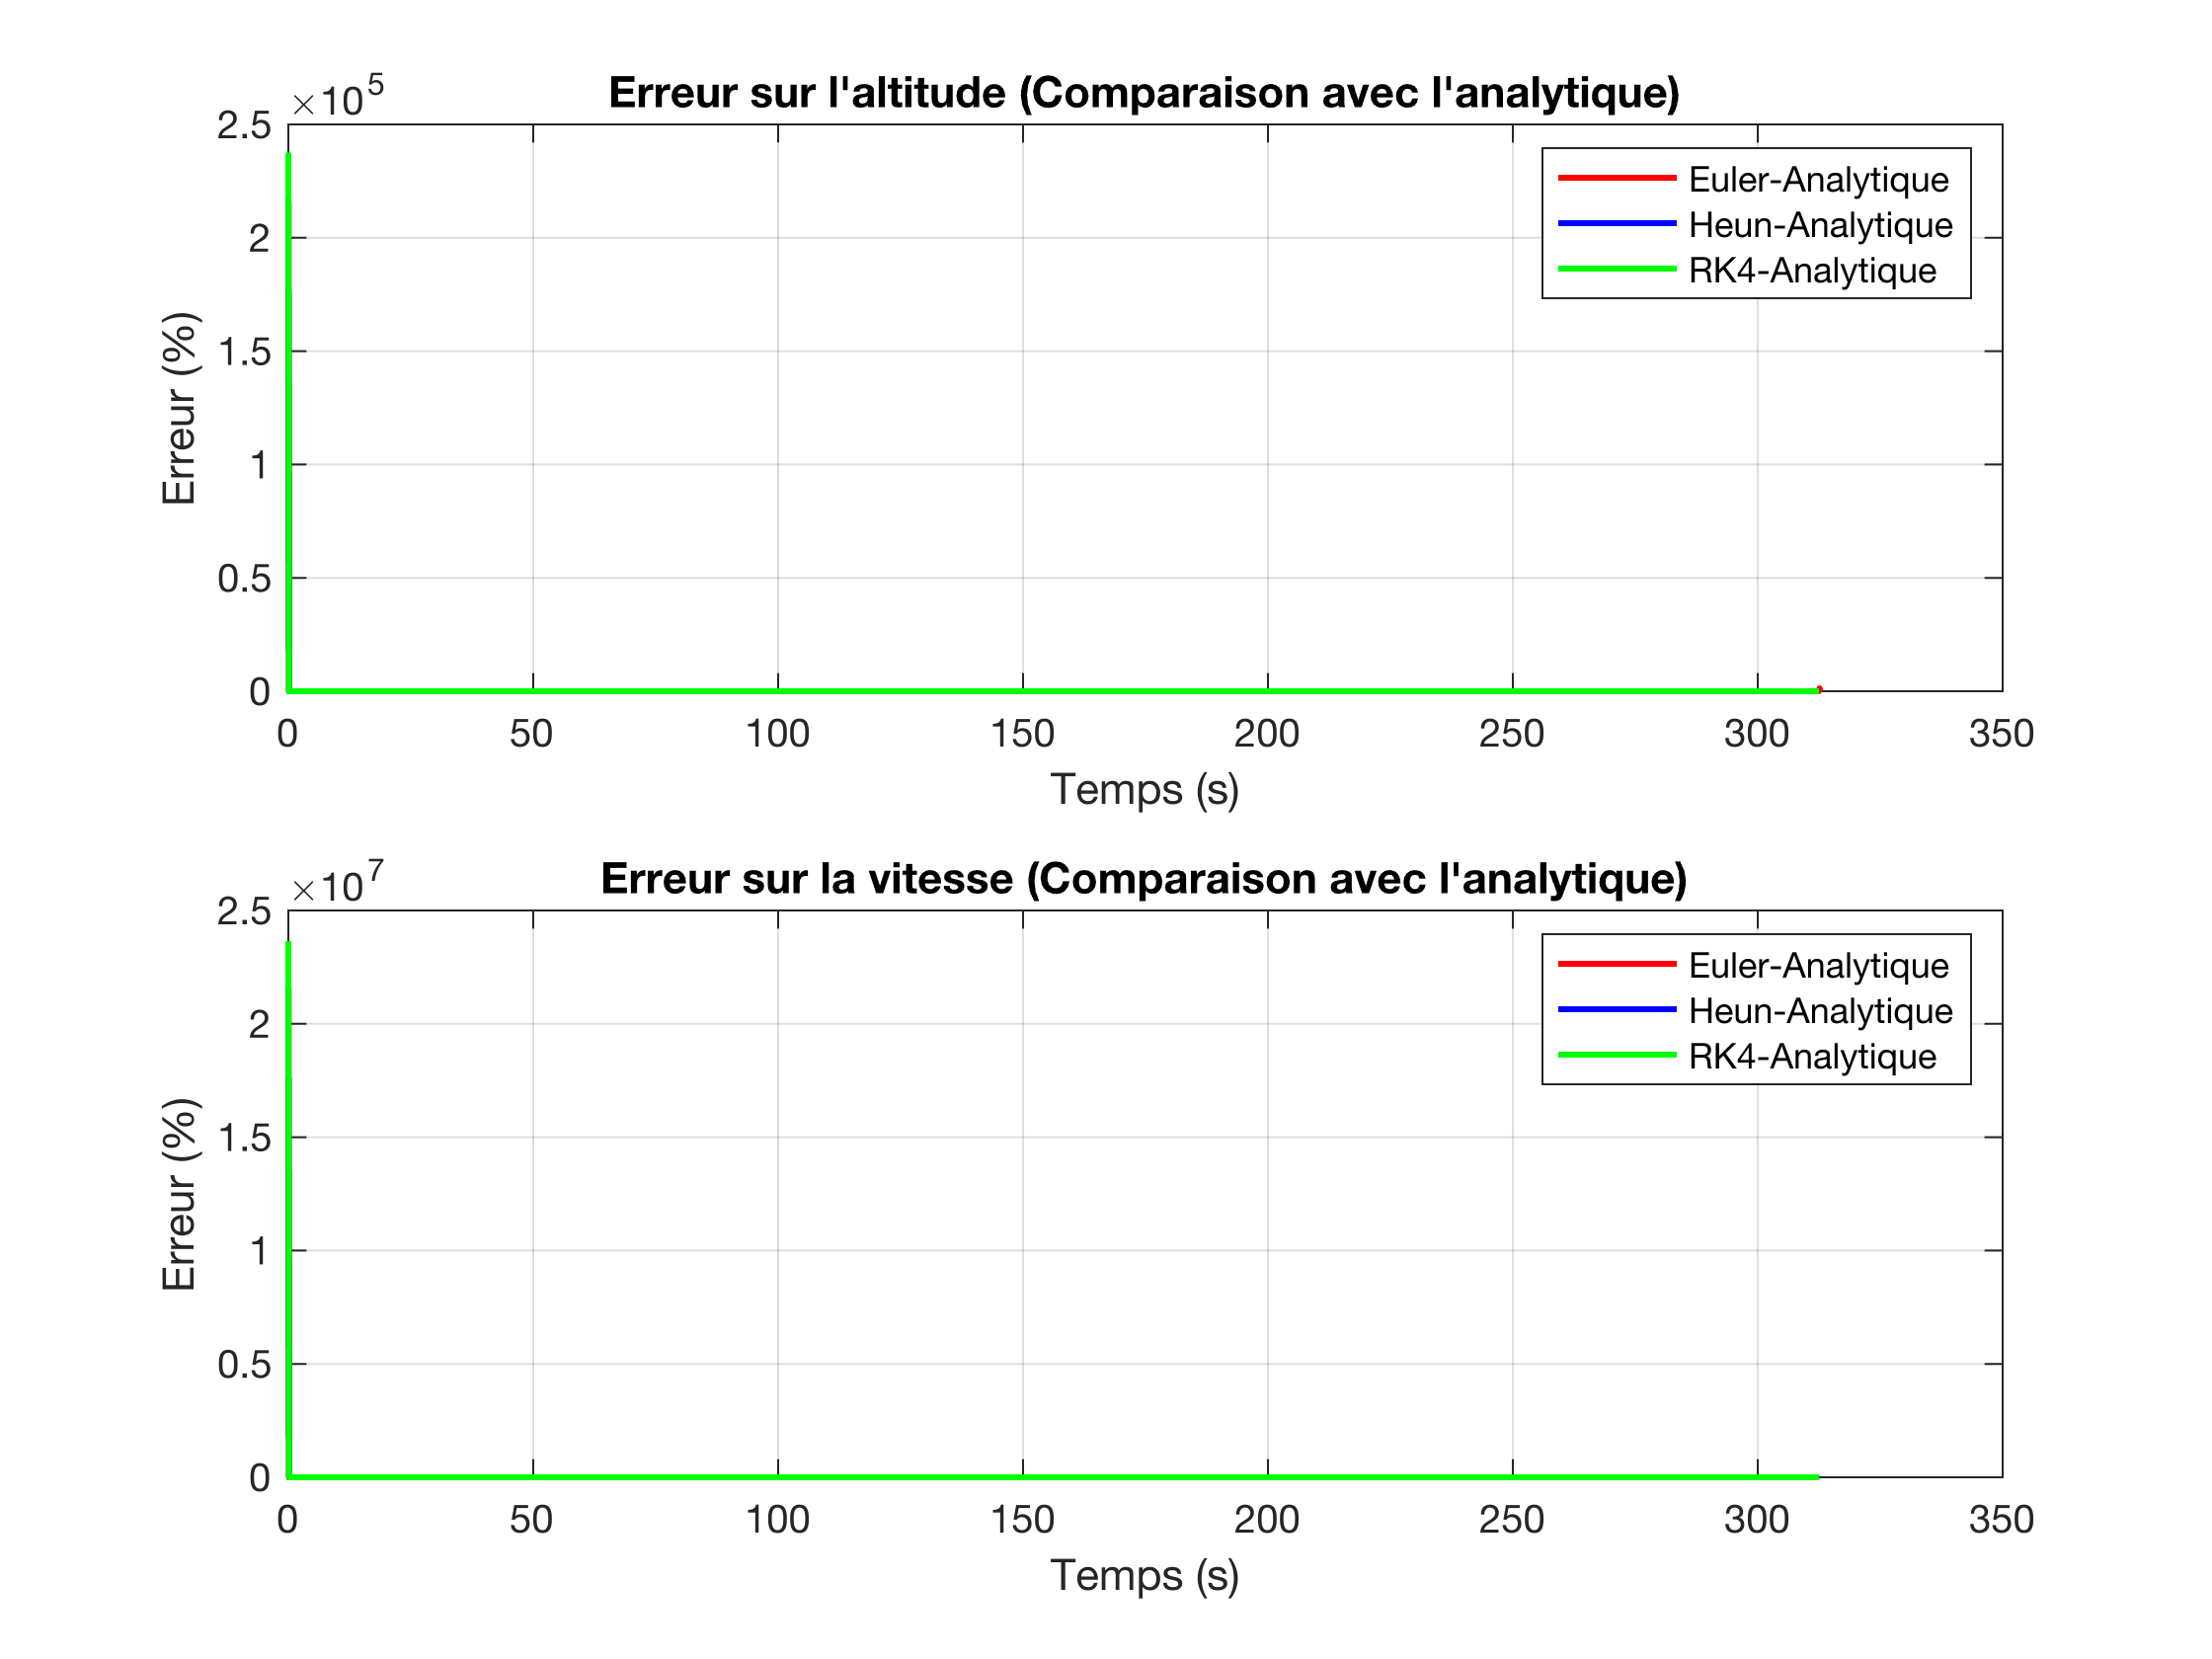 Erreur sur l'altitude (Comparaison avec l'analytique)
×10^5
2.5
2
1.5
1
0.5
0
Erreur (%)
Euler-Analytique
Heun-Analytique
RK4-Analytique
0 50 100 150 200 250 300 350
Temps (s)
Erreur sur la vitesse (Comparaison avec l'analytique)
×10^7
2.5
2
1.5
1
0.5
0
Erreur (%)
Euler-Analytique
Heun-Analytique
RK4-Analytique
0 50 100 150 200 250 300 350
Temps (s)